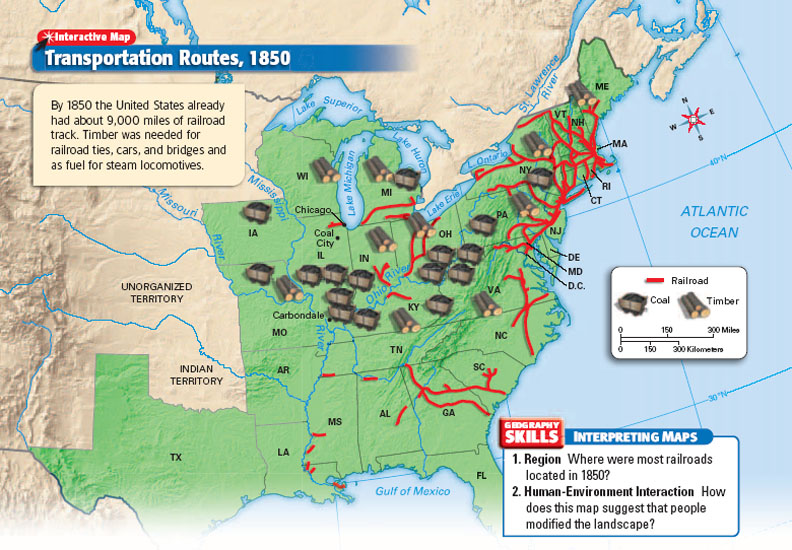 Interactive Map
Transportation Routes, 1850
By 1850 the United States already
had about 9,000 miles of railroad
track. Timber was needed for
railroad ties, cars, and bridges and
as fuel for steam locomotives.
St. Lawrence
River
ME
VT
NH
MA
RI
CT
N
E
S
W
40°N
Lake Superior
Lake Michigan
Lake Huron
L. Ontario
Lake Erie
WI
MI
NY
PA
NJ
DE
MD
D.C.
ATLANTIC
OCEAN
Missouri
River
Mississippi
River
IA
Chicago
Coal
City
IL
IN
OH
Ohio River
UNORGANIZED
TERRITORY
Carbondale
MO
KY
VA
INDIAN
TERRITORY
AR
TN
NC
SC
MS
AL
GA
TX
LA
FL
Gulf of Mexico
30°N
Railroad
Coal
Timber
0 150 300 Miles
0 150 300 Kilometers
GEOGRAPHY
SKILLS
INTERPRETING MAPS
1. Region Where were most railroads
located in 1850?
2. Human-Environment Interaction How
does this map suggest that people
modified the landscape?